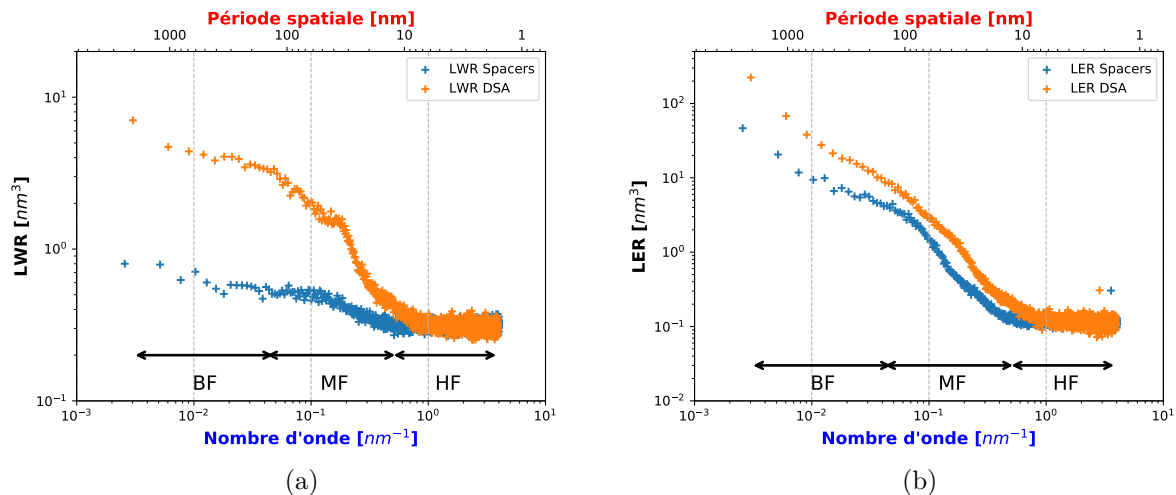 Période spatiale [nm]
1000 100 10 1
LWR [nm³]
10¹
10⁰
10⁻¹
LWR Spacers
LWR DSA
BF MF HF
10⁻³ 10⁻² 10⁻¹ 10⁰ 10¹
Nombre d'onde [nm⁻¹]
(a)
Période spatiale [nm]
1000 100 10 1
LER [nm³]
10²
10¹
10⁰
10⁻¹
10⁻²
LER Spacers
LER DSA
BF MF HF
10⁻³ 10⁻² 10⁻¹ 10⁰ 10¹
Nombre d'onde [nm⁻¹]
(b)